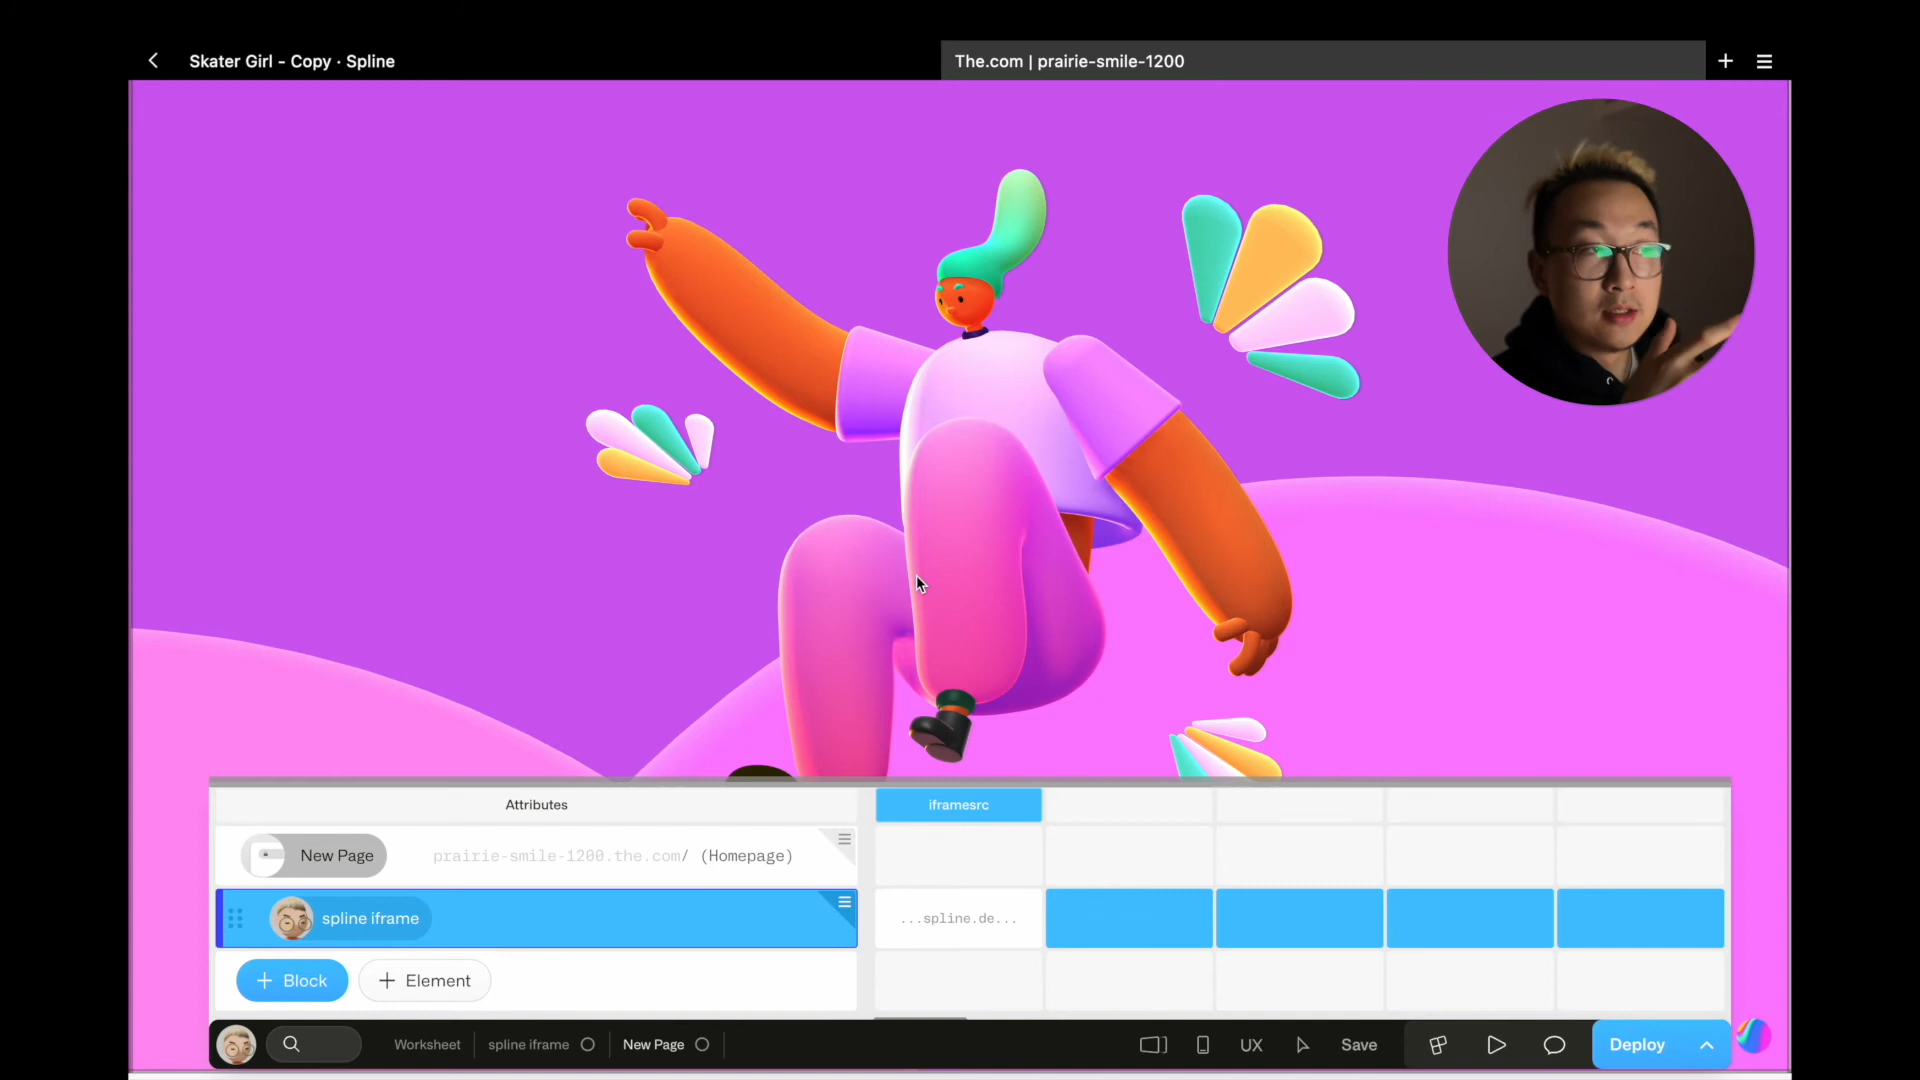 Skater Girl - Copy · Spline
The.com | prairie-smile-1200
Attributes
iframesrc
New Page
prairie-smile-1200.the.com/ (Homepage)
spline iframe
...spline.de...
+ Block
+ Element
Worksheet
spline iframe
New Page
UX
Save
Deploy